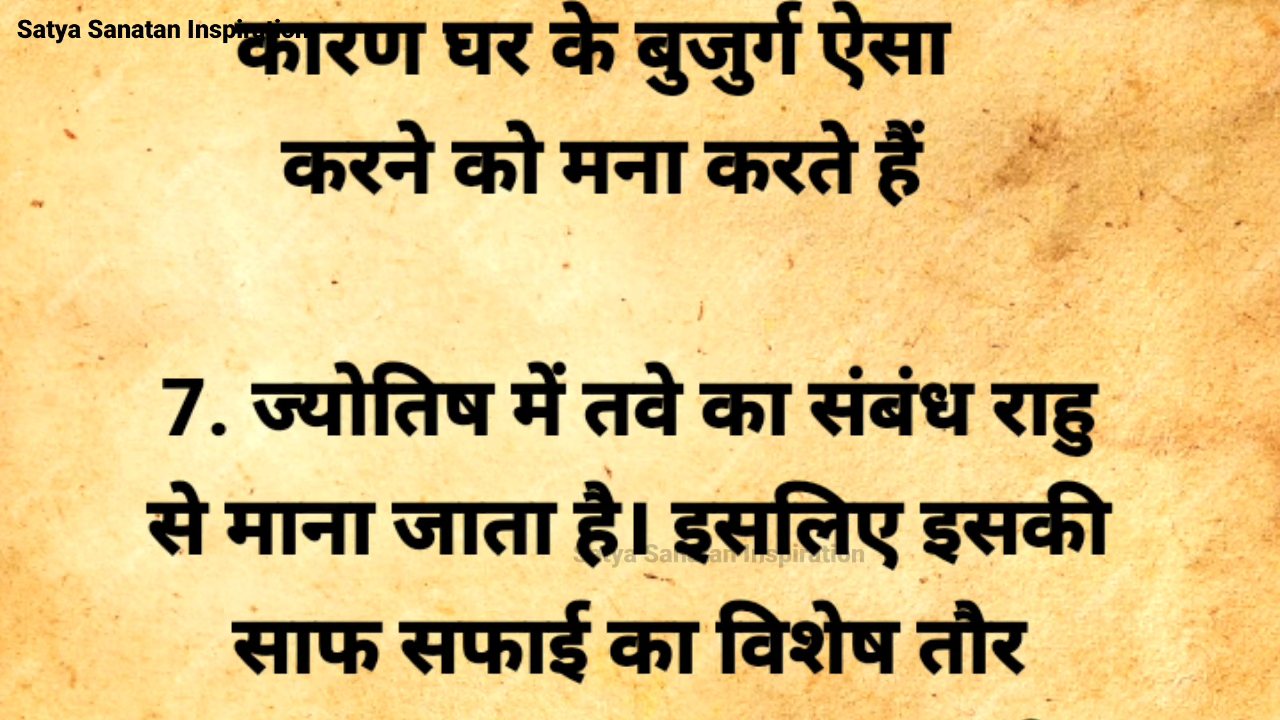 Satya Sanatan Inspiration
कारण घर के बुजुर्ग ऐसा
करने को मना करते हैं
7. ज्योतिष में तवे का संबंध राहु
से माना जाता है। इसलिए इसकी
Satya Sanatan Inspiration
साफ सफाई का विशेष तौर